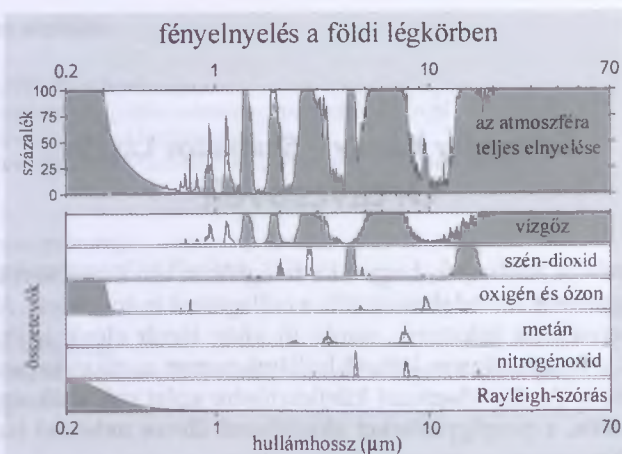 fényelnyelés a földi légkörben
0.2 1 10 70
százalék
100
75
50
25
0
az atmoszféra
teljes elnyelése
összetevők
vízgőz
szén-dioxid
oxigén és ózon
metán
nitrogénoxid
Rayleigh-szórás
0.2 1 10 70
hullámhossz (μm)